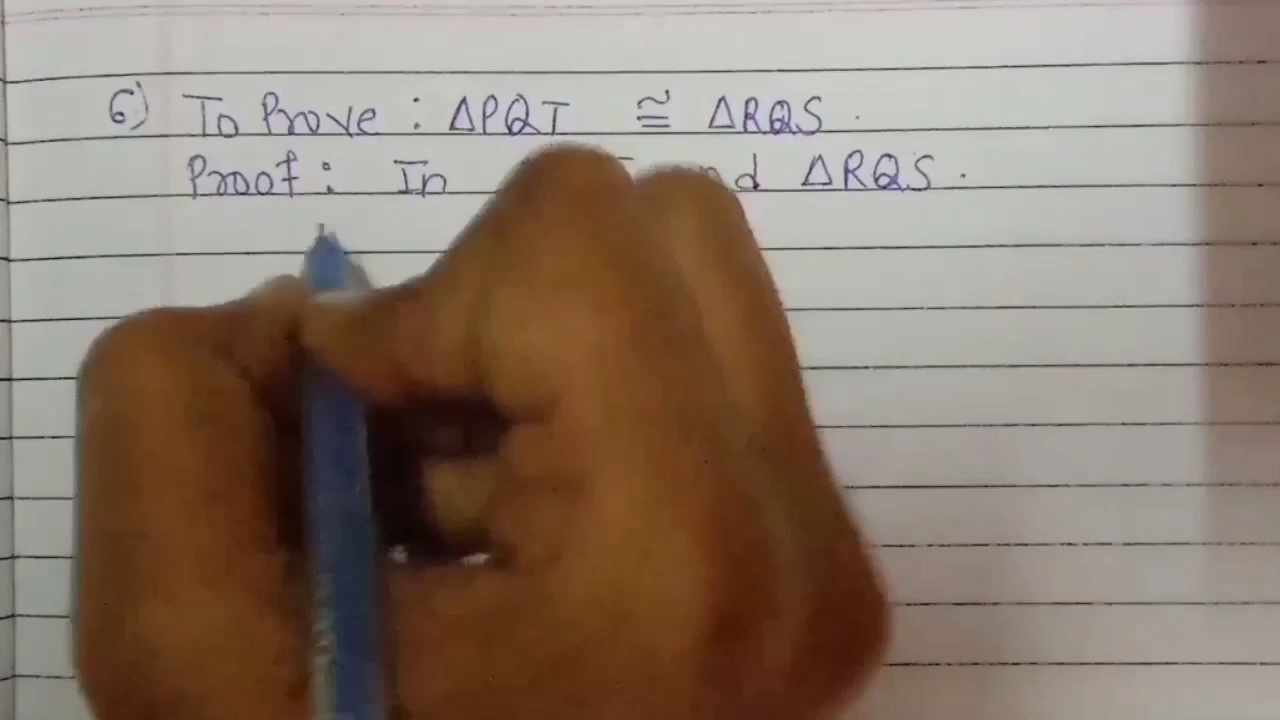 6) To Prove : ΔPQT ≅ ΔRQS.
Proof : In ΔRQS.